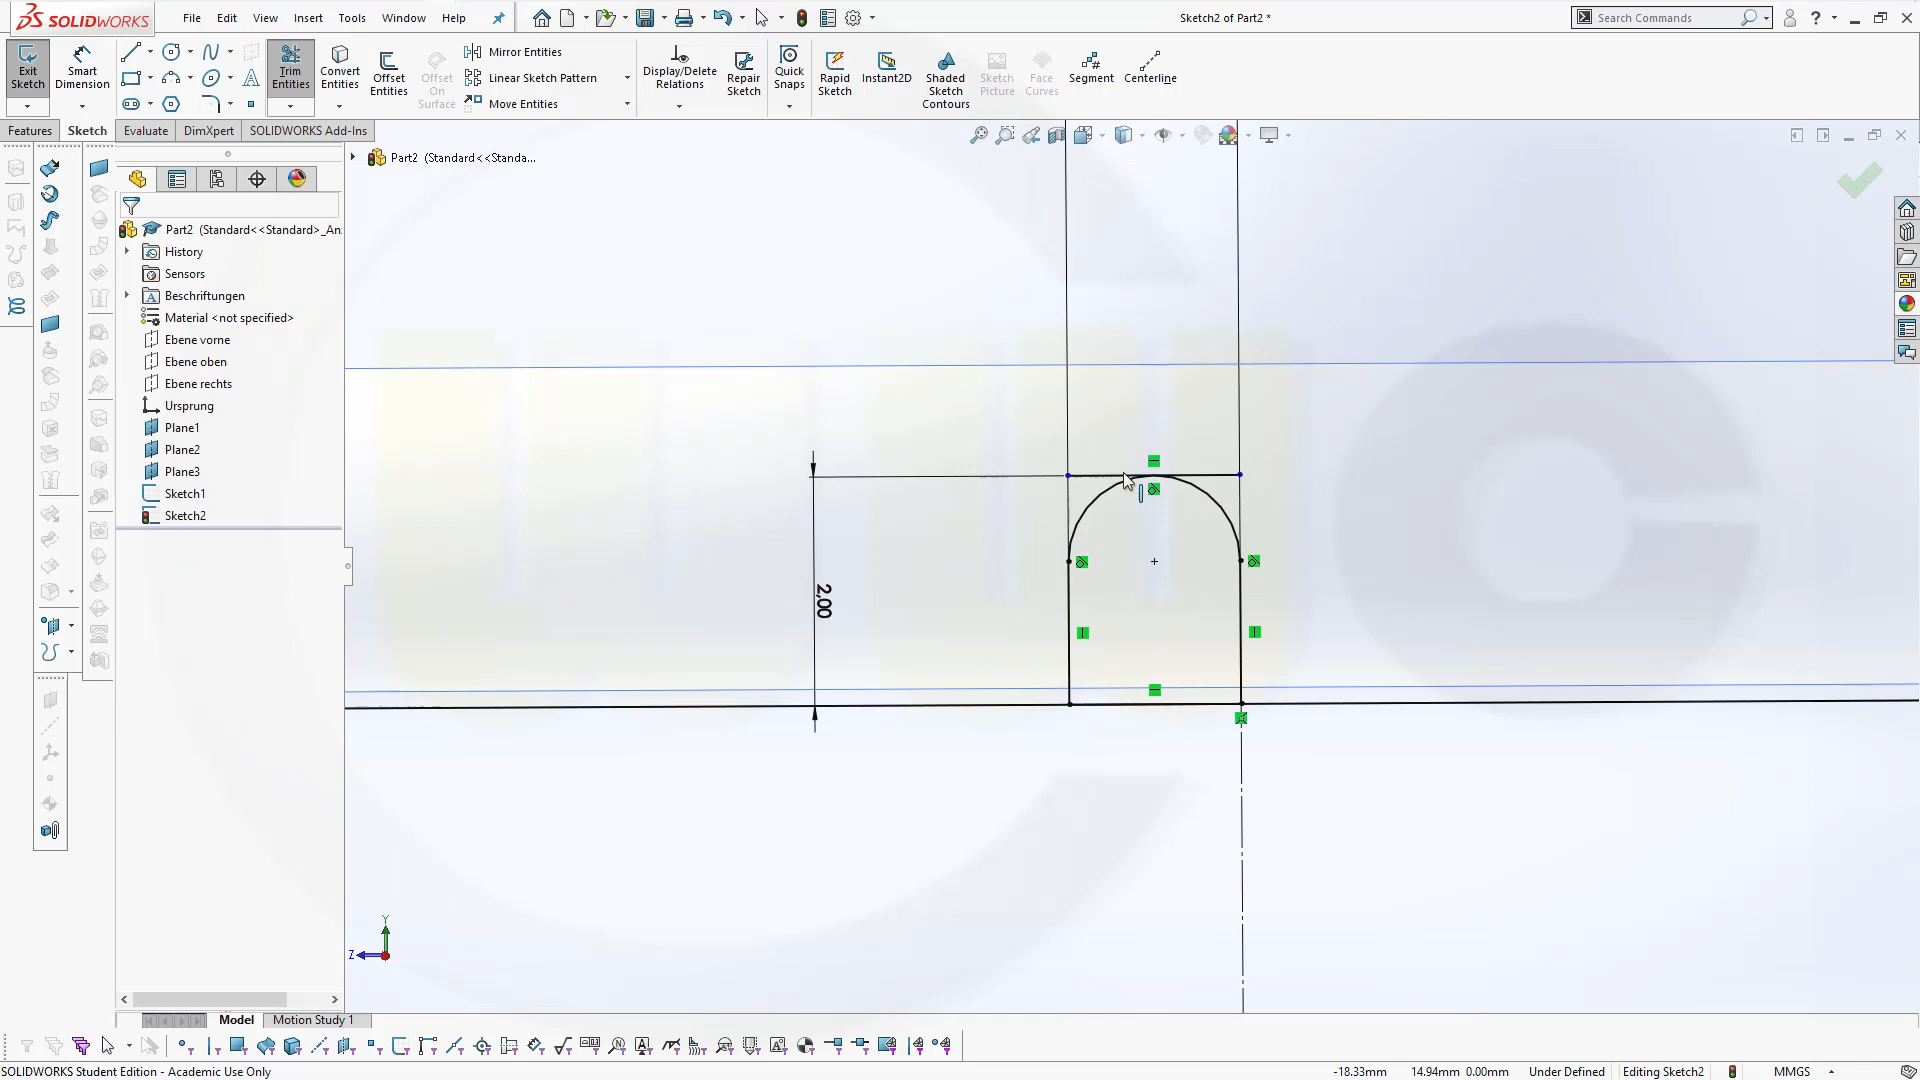 SOLIDWORKS
File Edit View Insert Tools Window Help
Sketch2 of Part2 *
Search Commands
Exit Sketch
Smart Dimension
Trim Entities
Convert Entities
Offset Entities
Offset On Surface
Mirror Entities
Linear Sketch Pattern
Move Entities
Display/Delete Relations
Repair Sketch
Quick Snaps
Rapid Sketch
Instant2D
Shaded Sketch Contours
Sketch Picture
Face Curves
Segment
Centerline
Features Sketch Evaluate DimXpert SOLIDWORKS Add-Ins
Part2 (Standard<<Standa...
Part2 (Standard<<Standard>_An
History
Sensors
Beschriftungen
Material <not specified>
Ebene vorne
Ebene oben
Ebene rechts
Ursprung
Plane1
Plane2
Plane3
Sketch1
Sketch2
2,00
Y
Z
Model Motion Study 1
SOLIDWORKS Student Edition - Academic Use Only
-18.33mm 14.94mm 0.00mm Under Defined Editing Sketch2 MMGS